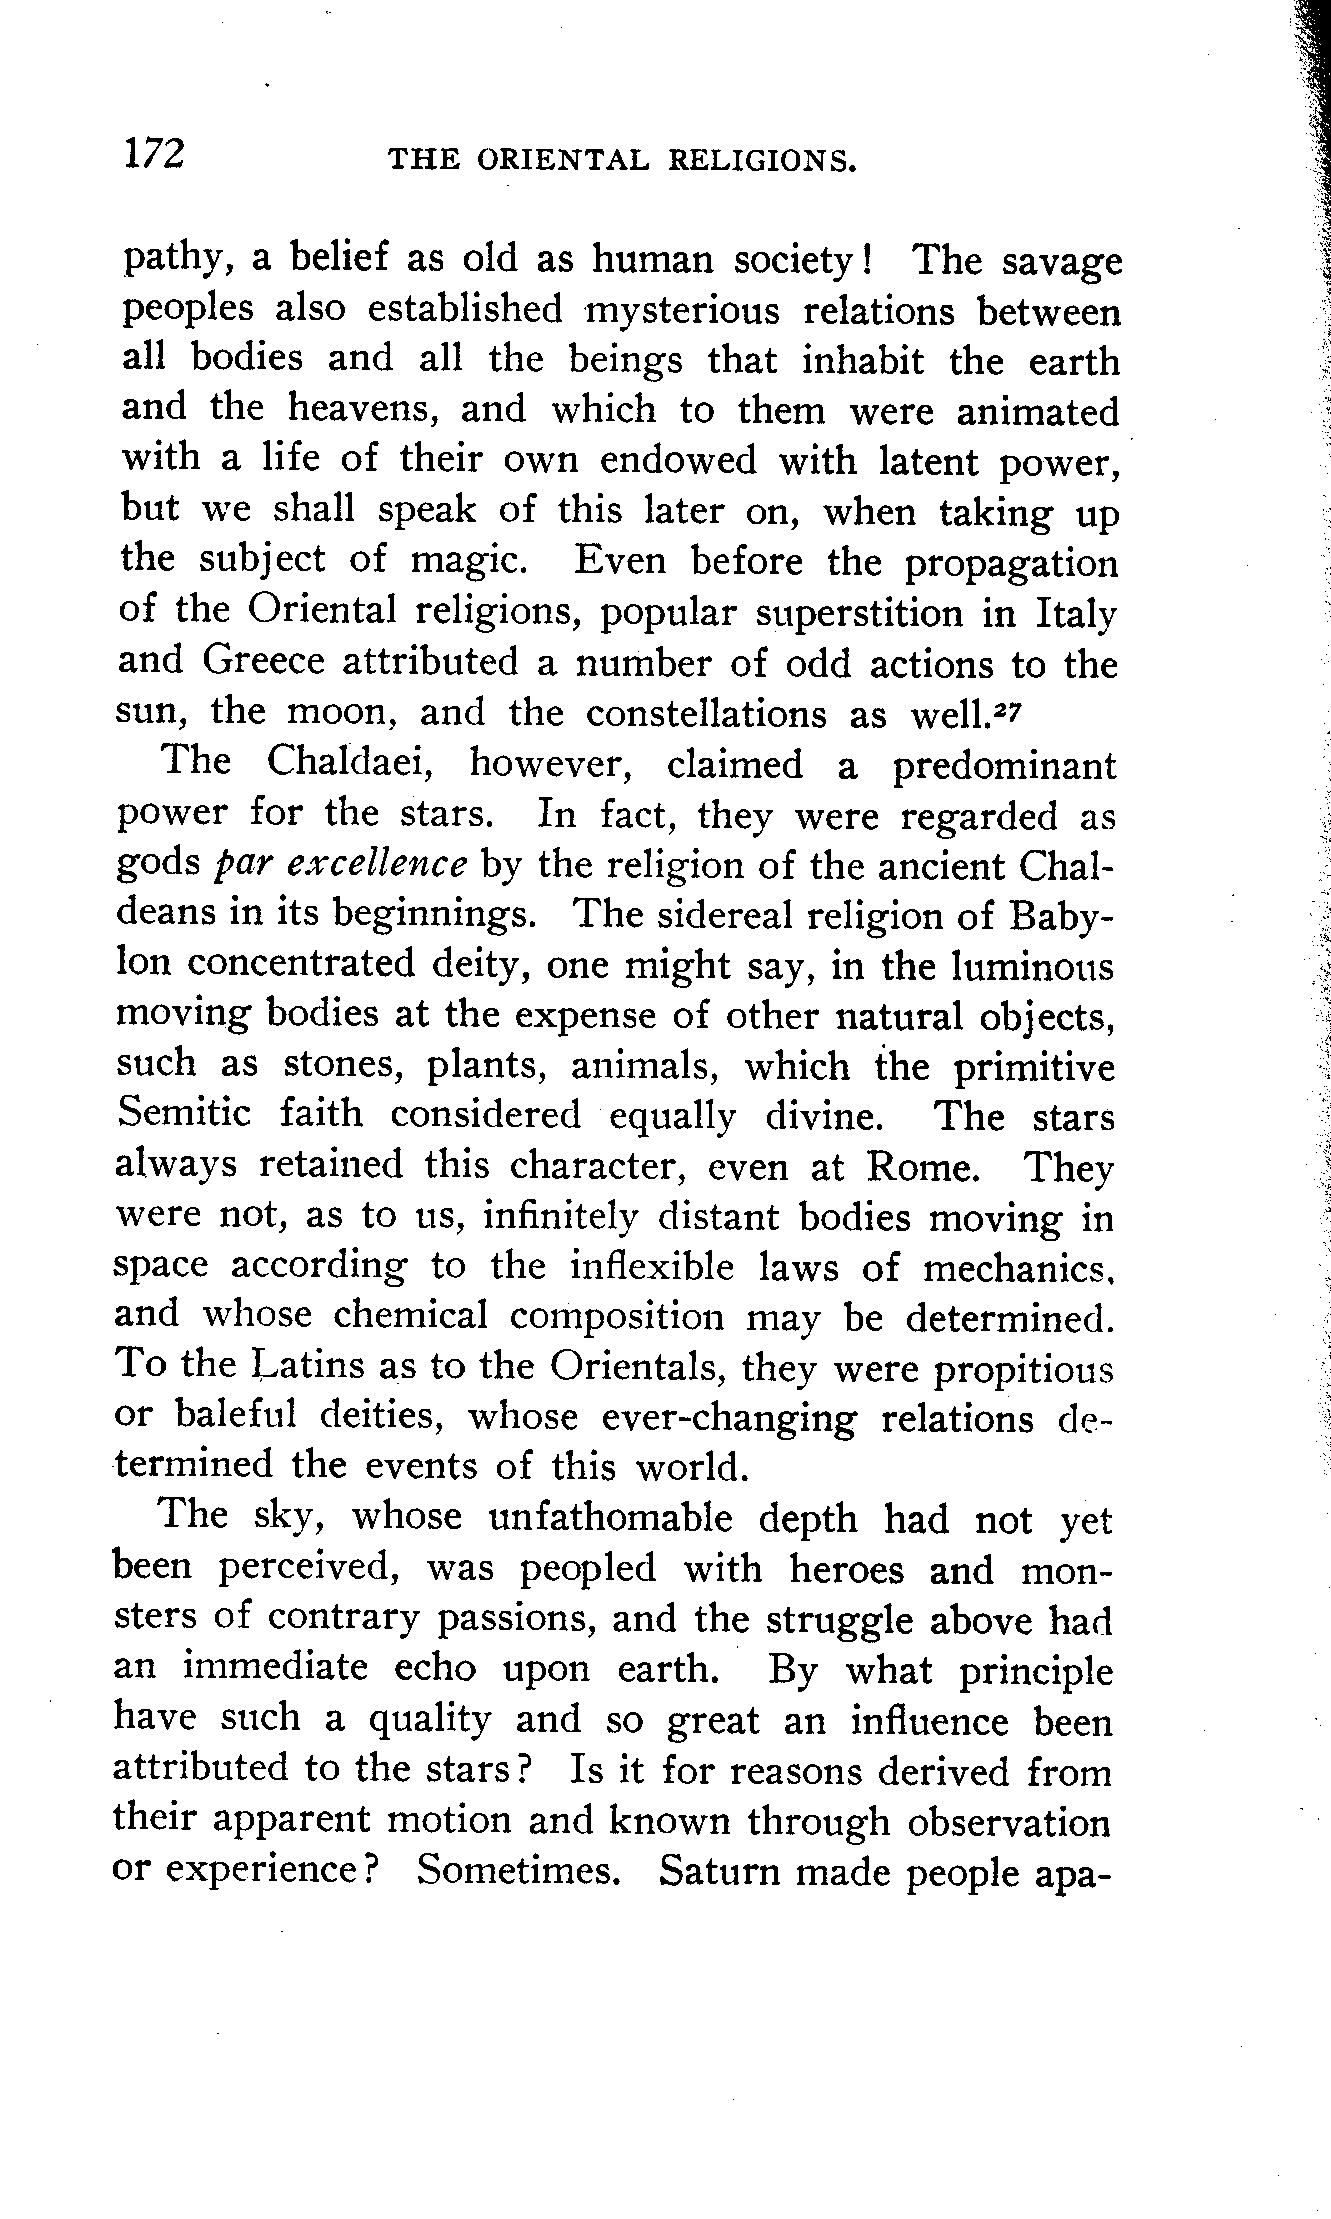 172 THE ORIENTAL RELIGIONS.
pathy, a belief as old as human society! The savage
peoples also established mysterious relations between
all bodies and all the beings that inhabit the earth
and the heavens, and which to them were animated
with a life of their own endowed with latent power,
but we shall speak of this later on, when taking up
the subject of magic. Even before the propagation
of the Oriental religions, popular superstition in Italy
and Greece attributed a number of odd actions to the
sun, the moon, and the constellations as well.²⁷
The Chaldaei, however, claimed a predominant
power for the stars. In fact, they were regarded as
gods par excellence by the religion of the ancient Chal-
deans in its beginnings. The sidereal religion of Baby-
lon concentrated deity, one might say, in the luminous
moving bodies at the expense of other natural objects,
such as stones, plants, animals, which the primitive
Semitic faith considered equally divine. The stars
always retained this character, even at Rome. They
were not, as to us, infinitely distant bodies moving in
space according to the inflexible laws of mechanics,
and whose chemical composition may be determined.
To the Latins as to the Orientals, they were propitious
or baleful deities, whose ever-changing relations de-
termined the events of this world.
The sky, whose unfathomable depth had not yet
been perceived, was peopled with heroes and mon-
sters of contrary passions, and the struggle above had
an immediate echo upon earth. By what principle
have such a quality and so great an influence been
attributed to the stars? Is it for reasons derived from
their apparent motion and known through observation
or experience? Sometimes. Saturn made people apa-